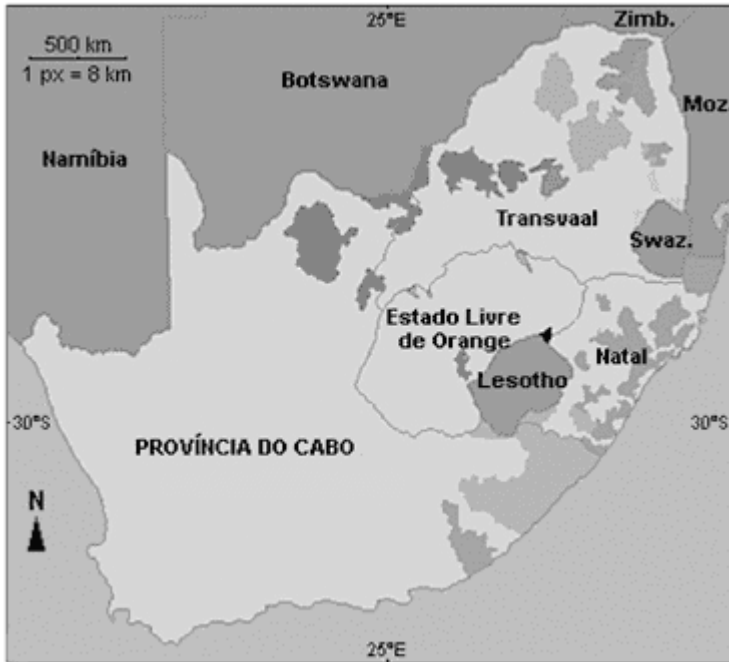 25°E
Zimb.
500 km
1 px = 8 km
Botswana
Moz
Namíbia
Transvaal
Swaz.
Estado Livre
de Orange
Natal
Lesotho
30°S
30°S
PROVÍNCIA DO CABO
N
25°E